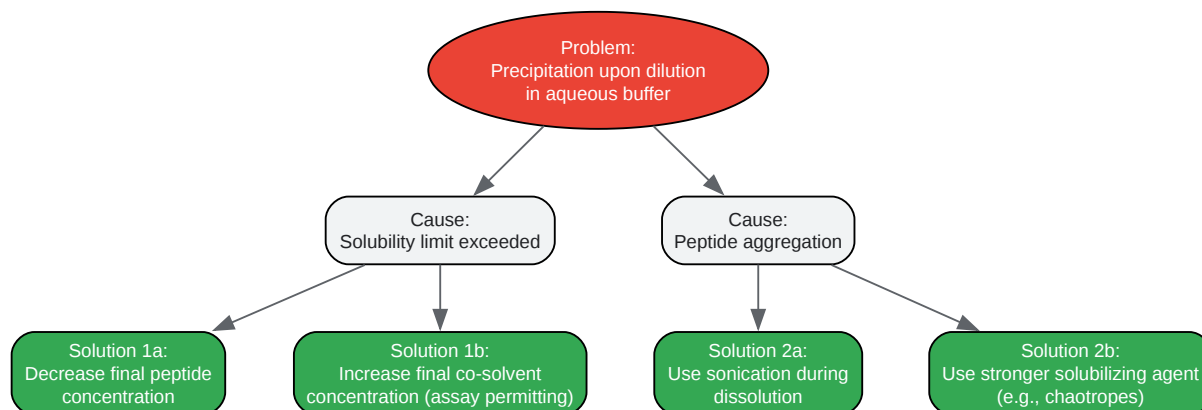 Problem:
Precipitation upon dilution
in aqueous buffer
Cause:
Solubility limit exceeded
Cause:
Peptide aggregation
Solution 1a:
Decrease final peptide
concentration
Solution 1b:
Increase final co-solvent
concentration (assay permitting)
Solution 2a:
Use sonication during
dissolution
Solution 2b:
Use stronger solubilizing agent
(e.g., chaotropes)